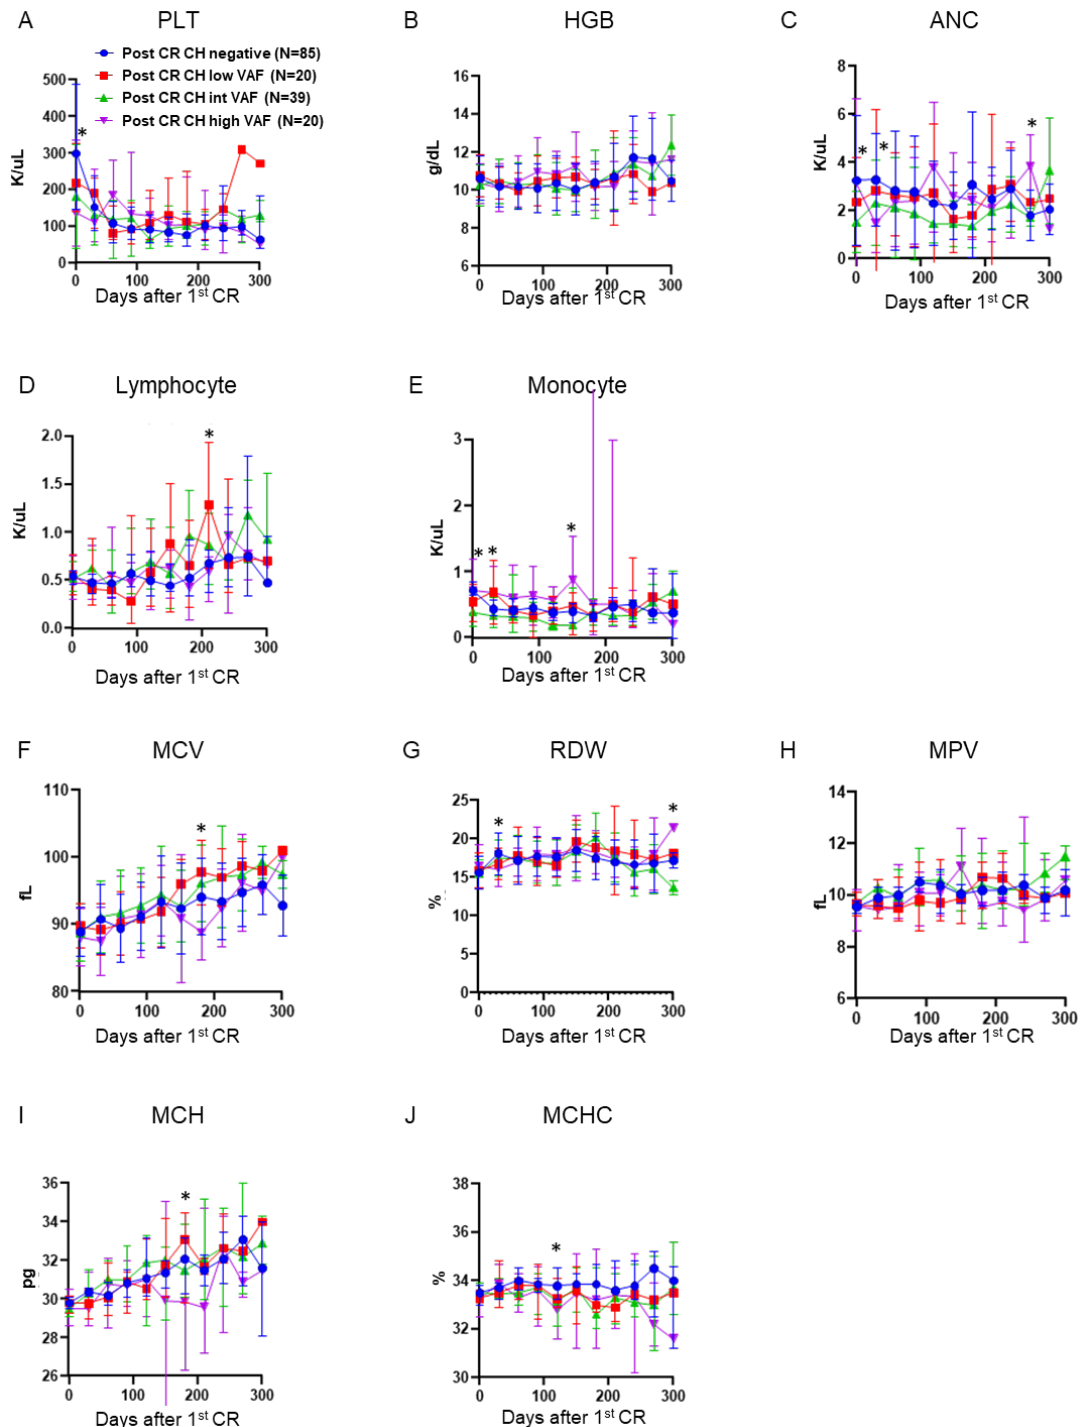 A PLT
Post CR CH negative (N=85)
Post CR CH low VAF (N=20)
Post CR CH int VAF (N=39)
Post CR CH high VAF (N=20)
500
400
300
200
100
0
K/uL
*
0 100 200 300
Days after 1st CR
B HGB
16
14
12
10
8
6
g/dL
0 100 200 300
Days after 1st CR
C ANC
8
6
4
2
0
K/uL
* * *
0 100 200 300
Days after 1st CR
D Lymphocyte
2.0
1.5
1.0
0.5
0.0
K/uL
*
0 100 200 300
Days after 1st CR
E Monocyte
3
2
1
0
K/uL
* * *
0 100 200 300
Days after 1st CR
F MCV
110
100
90
80
fL
*
0 100 200 300
Days after 1st CR
G RDW
25
20
15
10
5
0
%
* *
0 100 200 300
Days after 1st CR
H MPV
14
12
10
8
6
fL
0 100 200 300
Days after 1st CR
I MCH
36
34
32
30
28
26
pg
*
0 100 200 300
Days after 1st CR
J MCHC
38
36
34
32
30
%
*
0 100 200 300
Days after 1st CR